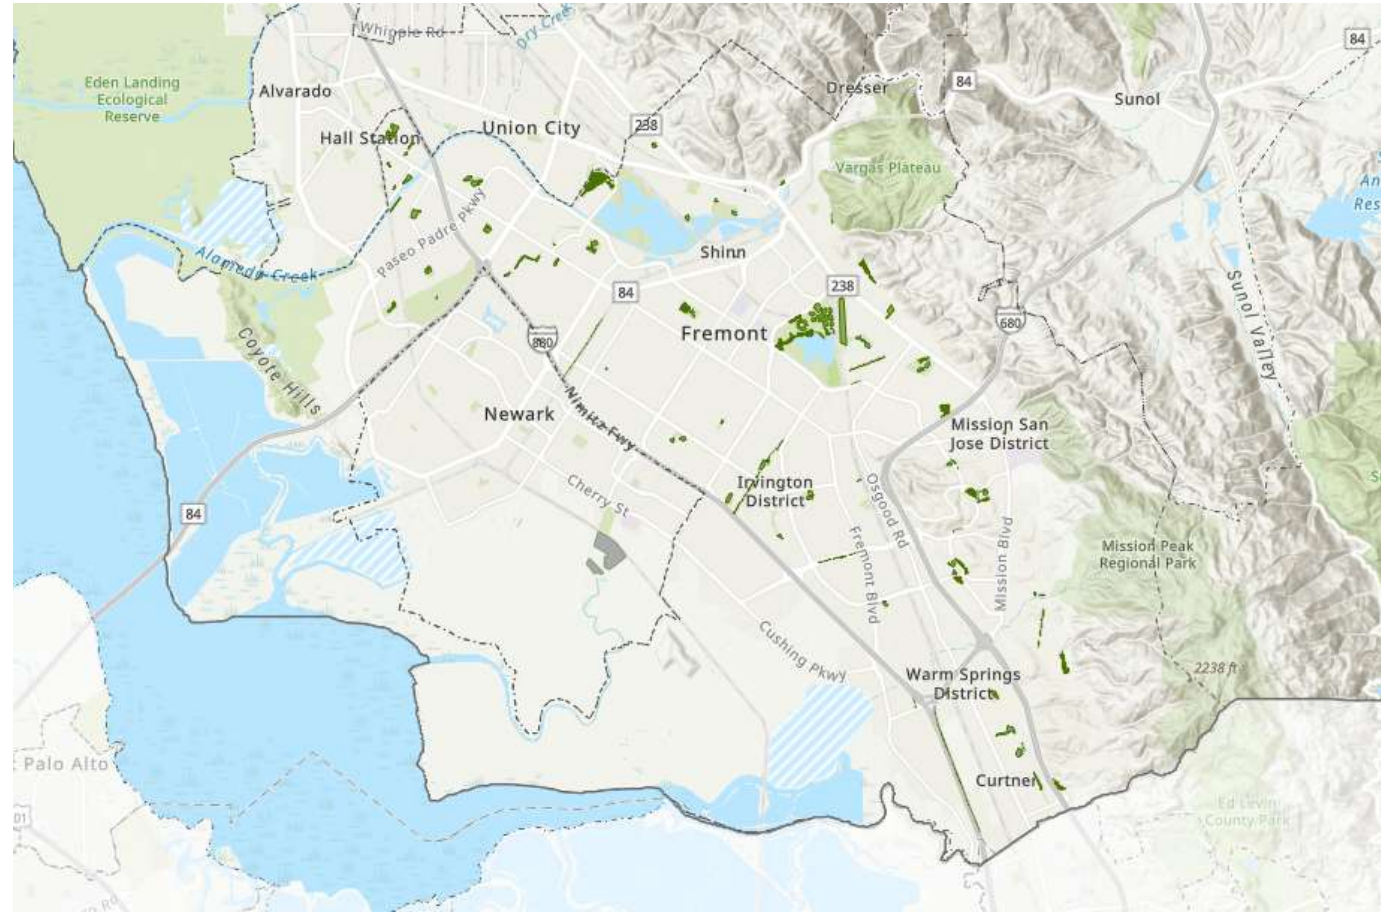 Whipple Rd
Dry Creek
84
Eden Landing
Ecological
Reserve
Alvarado
Dresser
84
Sunol
Hall Station
Union City
238
Vargas Plateau
An
Res
Paseo Padre Pkwy
Alameda Creek
Shinn
84
238
Sunol Valley
Coyote Hills
Fremont
680
880
Nimitz Fwy
Newark
Mission San
Jose District
Irvington
District
Cherry St
Osgood Rd
84
Fremont Blvd
Mission Blvd
Mission Peak
Regional Park
Cushing Pkwy
2238 ft
Warm Springs
District
Palo Alto
Curtner
Ed Levin
County Park